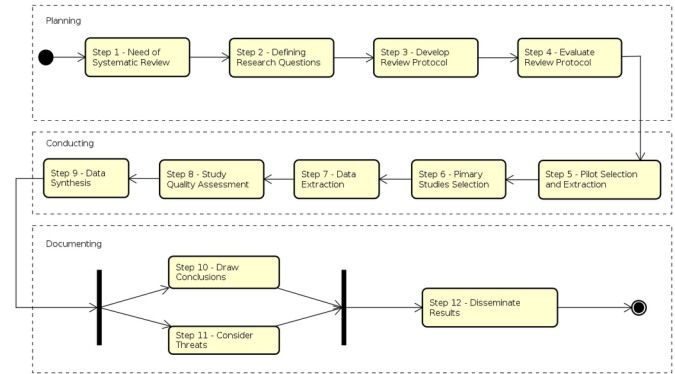 Planning
Step 1 - Need of
Systematic Review
Step 2 - Defining
Research Questions
Step 3 - Develop
Review Protocol
Step 4 - Evaluate
Review Protocol
Conducting
Step 5 - Pilot Selection
and Extraction
Step 6 - Pimary
Studies Selection
Step 7 - Data
Extraction
Step 8 - Study
Quality Assessment
Step 9 - Data
Synthesis
Documenting
Step 10 - Draw
Conclusions
Step 11 - Consider
Threats
Step 12 - Disseminate
Results